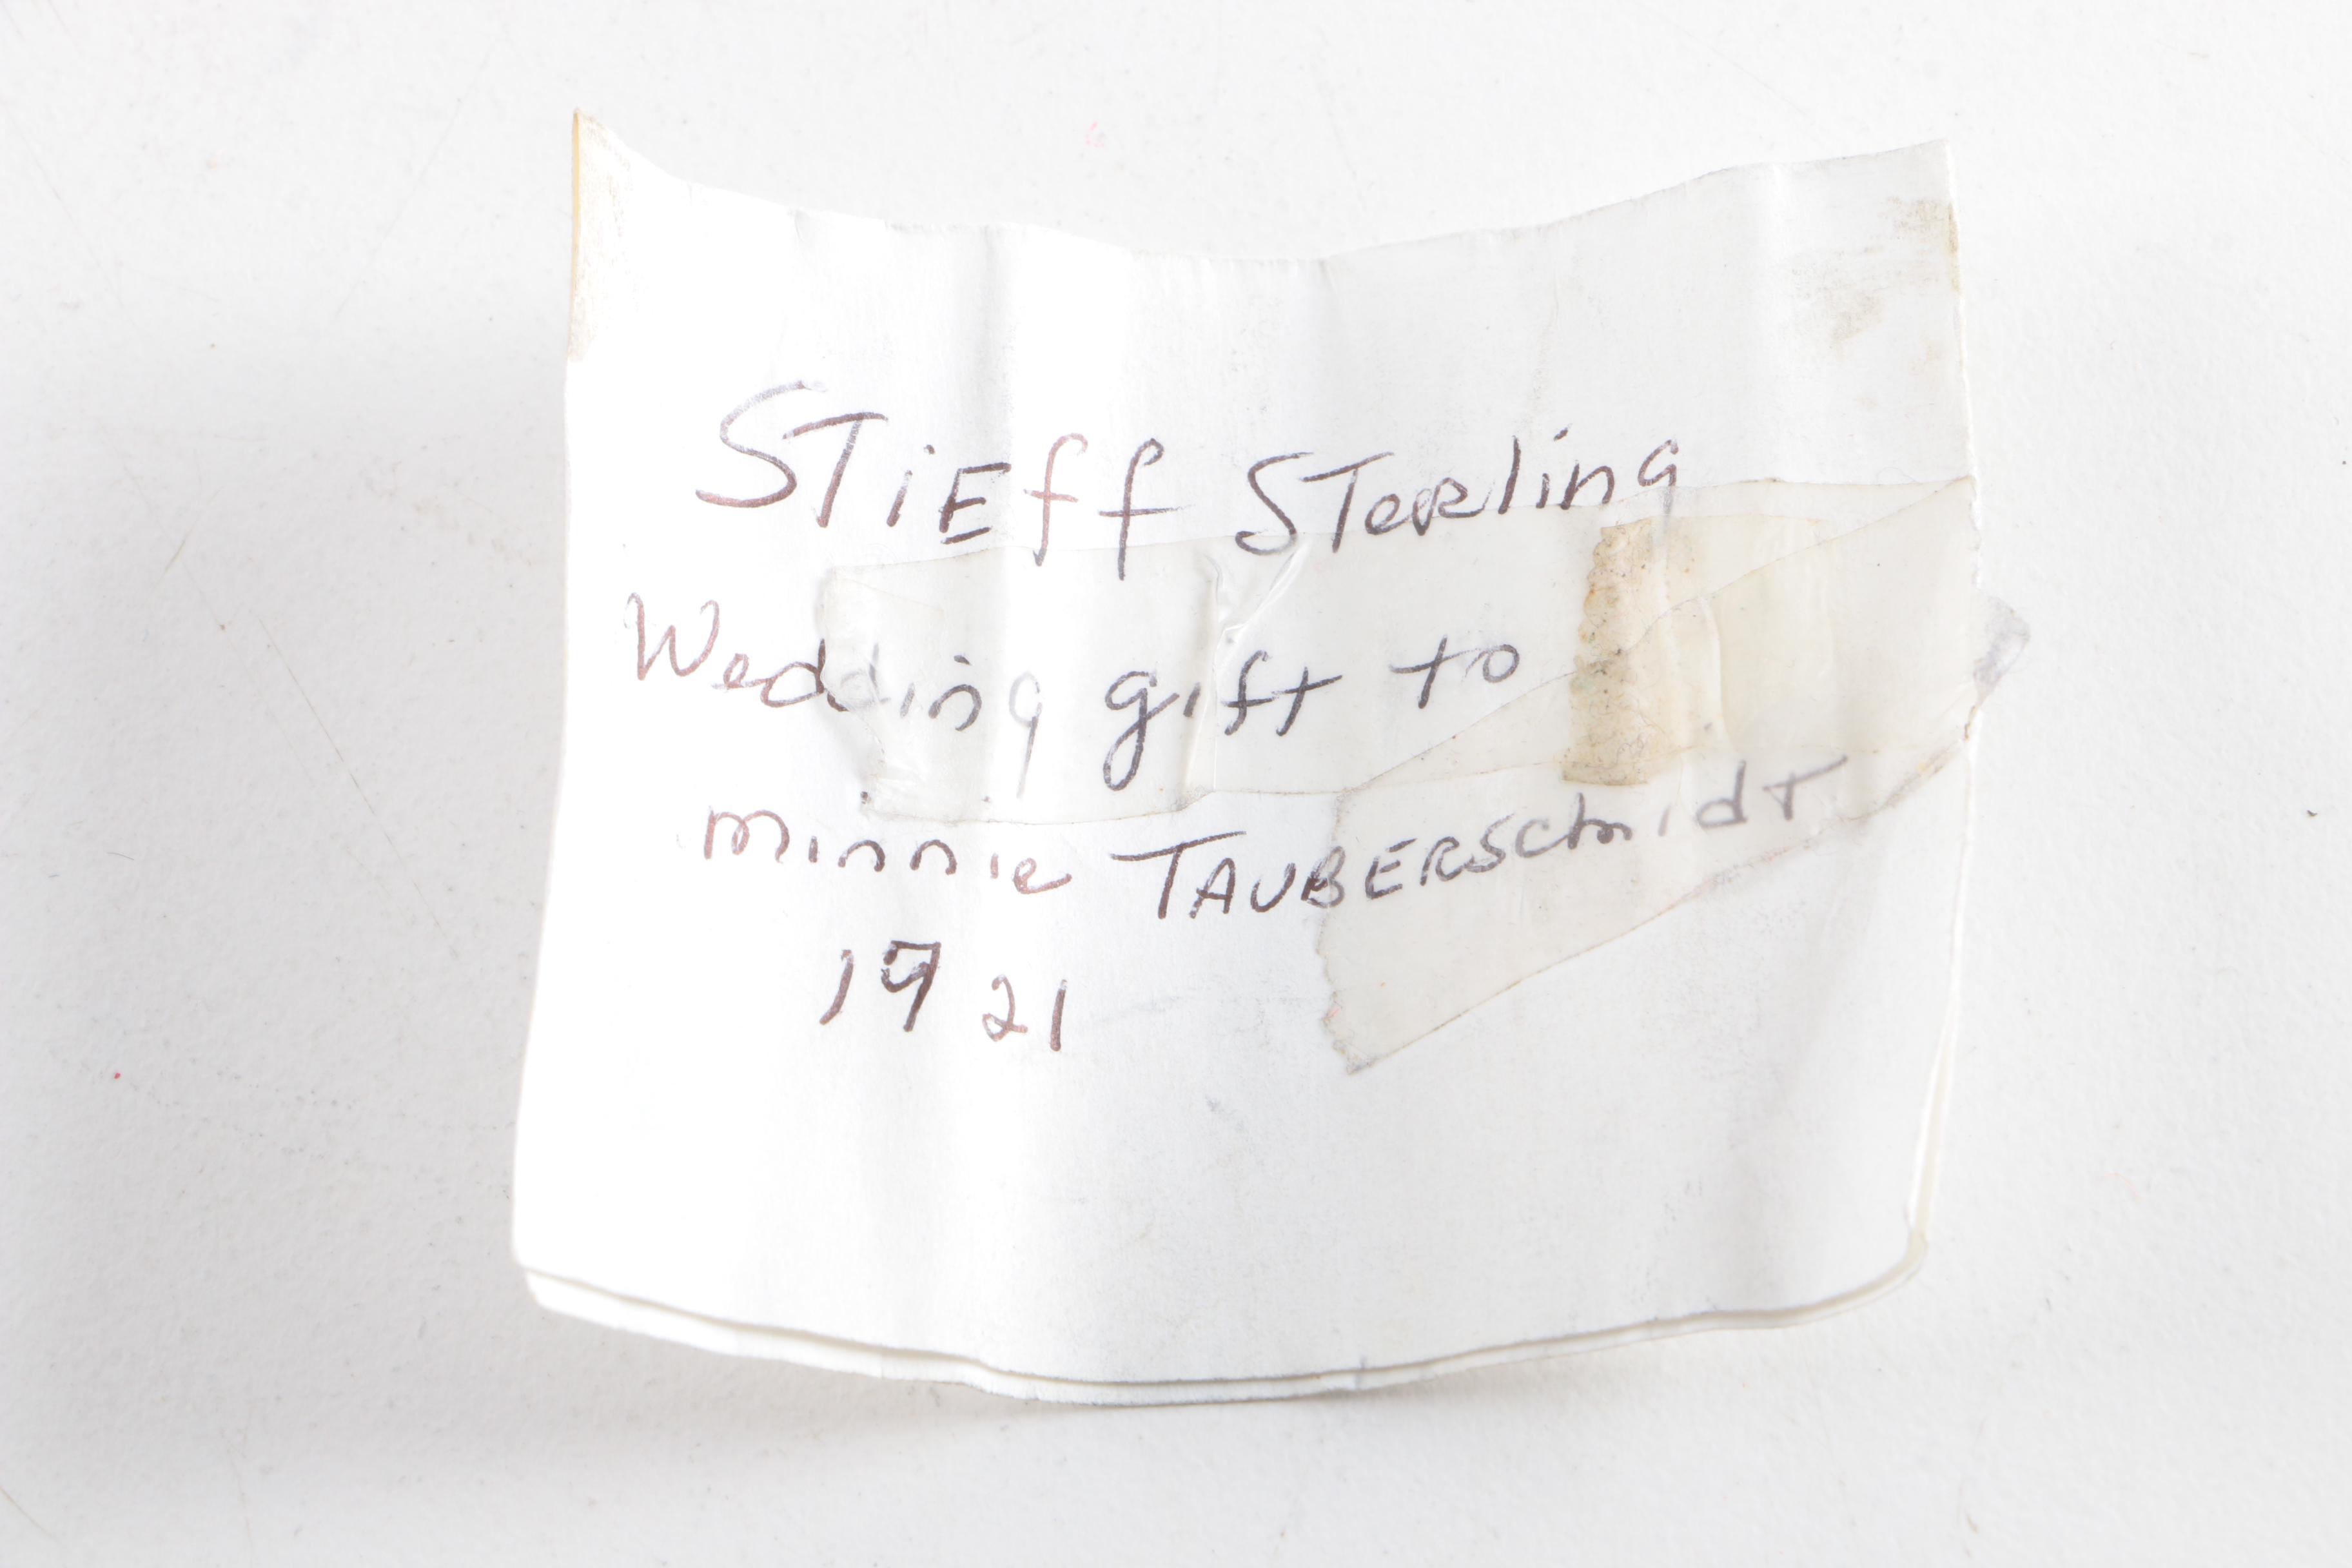 STiEff STerling
Wedding gift to
minnie TAUBERSchmidt
1921